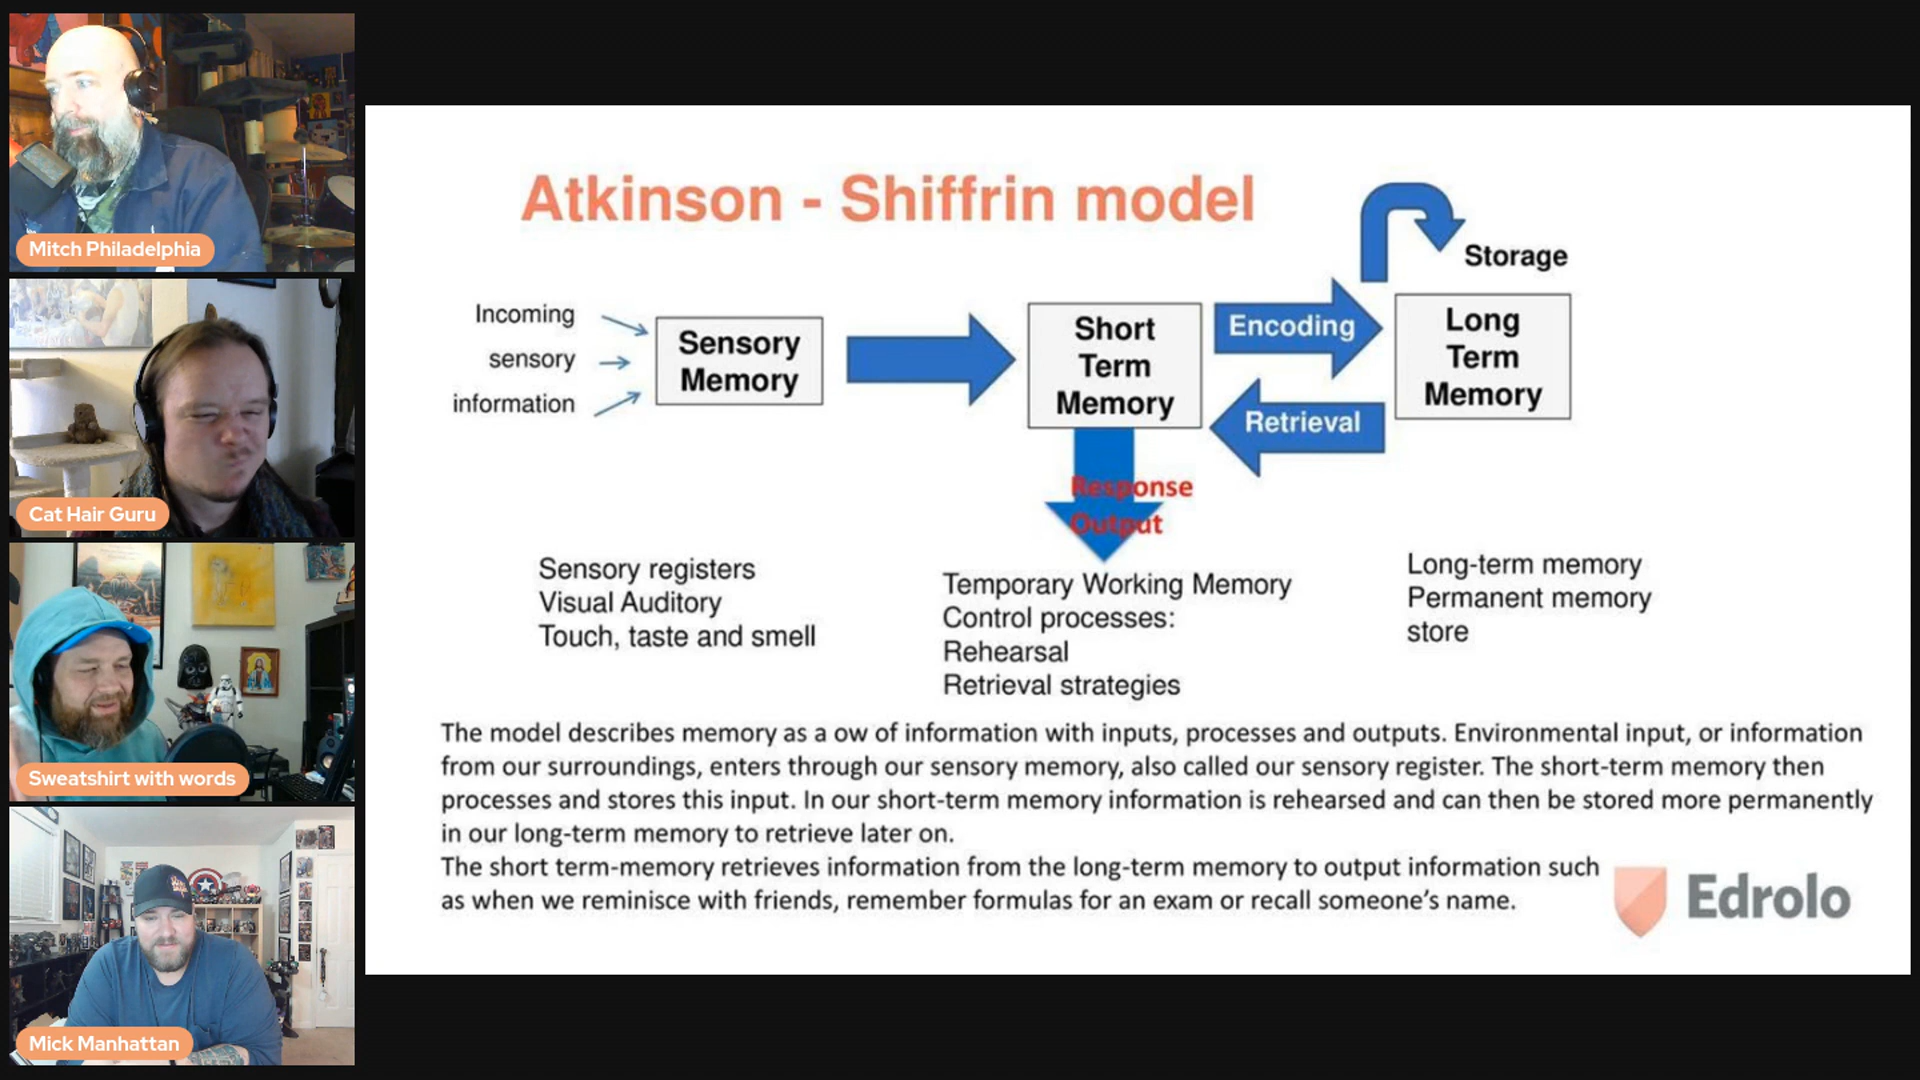 Mitch Philadelphia
Cat Hair Guru
Sweatshirt with words
Mick Manhattan
Atkinson - Shiffrin model
Storage
Incoming
sensory
information
Sensory
Memory
Short
Term
Memory
Encoding
Retrieval
Long
Term
Memory
Response
Output
Sensory registers
Visual Auditory
Touch, taste and smell
Temporary Working Memory
Control processes:
Rehearsal
Retrieval strategies
Long-term memory
Permanent memory
store
The model describes memory as a ow of information with inputs, processes and outputs. Environmental input, or information
from our surroundings, enters through our sensory memory, also called our sensory register. The short-term memory then
processes and stores this input. In our short-term memory information is rehearsed and can then be stored more permanently
in our long-term memory to retrieve later on.
The short term-memory retrieves information from the long-term memory to output information such
as when we reminisce with friends, remember formulas for an exam or recall someone's name.
Edrolo